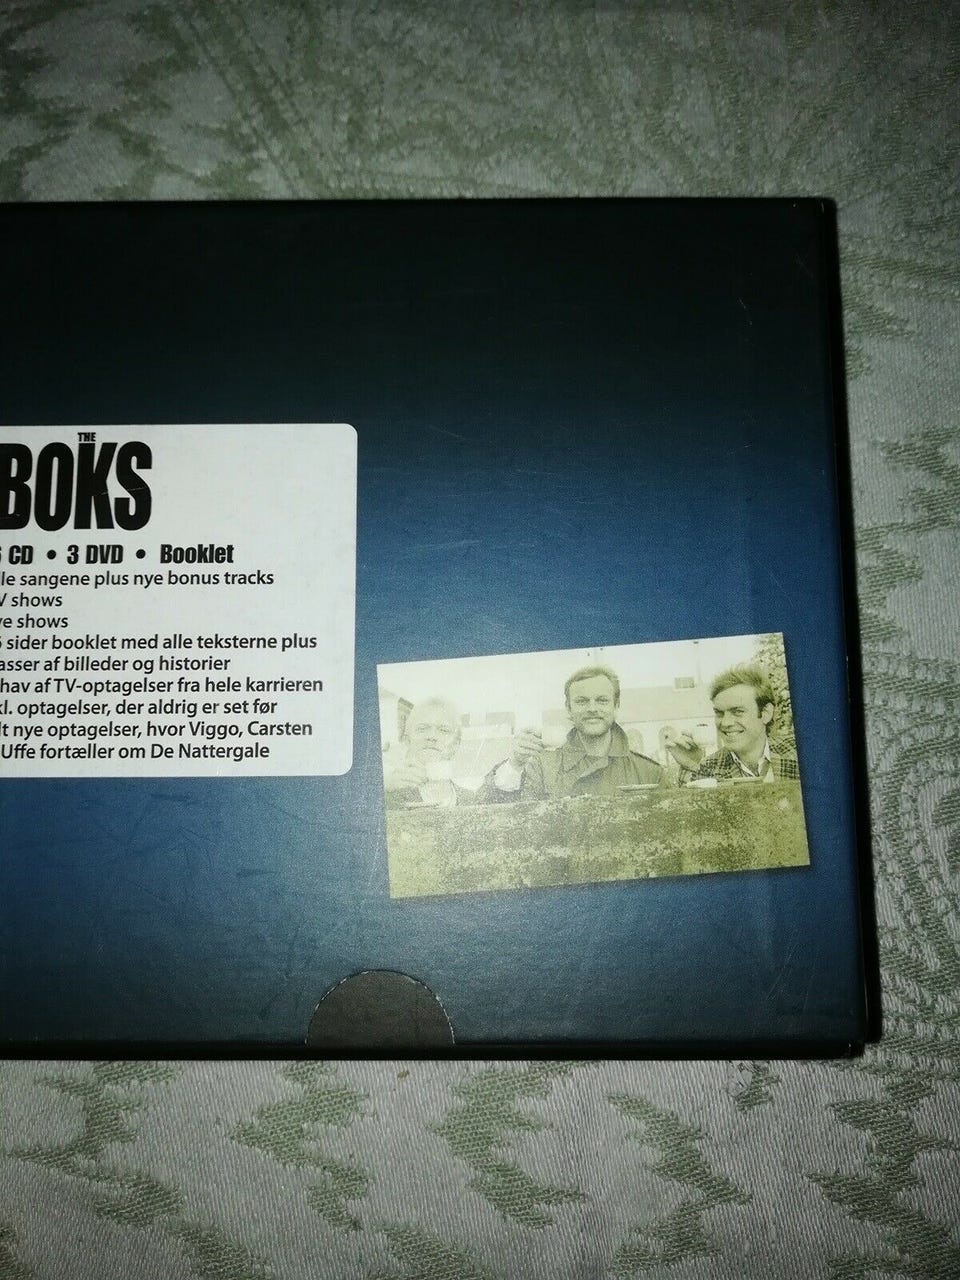 THE
BOKS
CD • 3 DVD • Booklet
le sangene plus nye bonus tracks
V shows
ve shows
sider booklet med alle teksterne plus
asser af billeder og historier
hav af TV-optagelser fra hele karrieren
kl. optagelser, der aldrig er set før
lt nye optagelser, hvor Viggo, Carsten
Uffe fortæller om De Nattergale